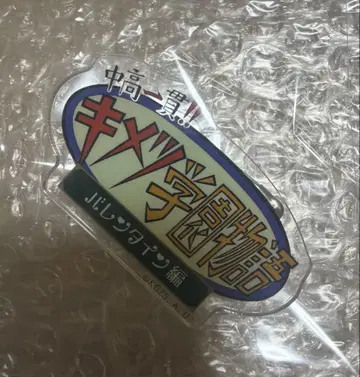 中高一貫!!
キメツ
学園物語
バレンタイン編
©K.G/S,A,U